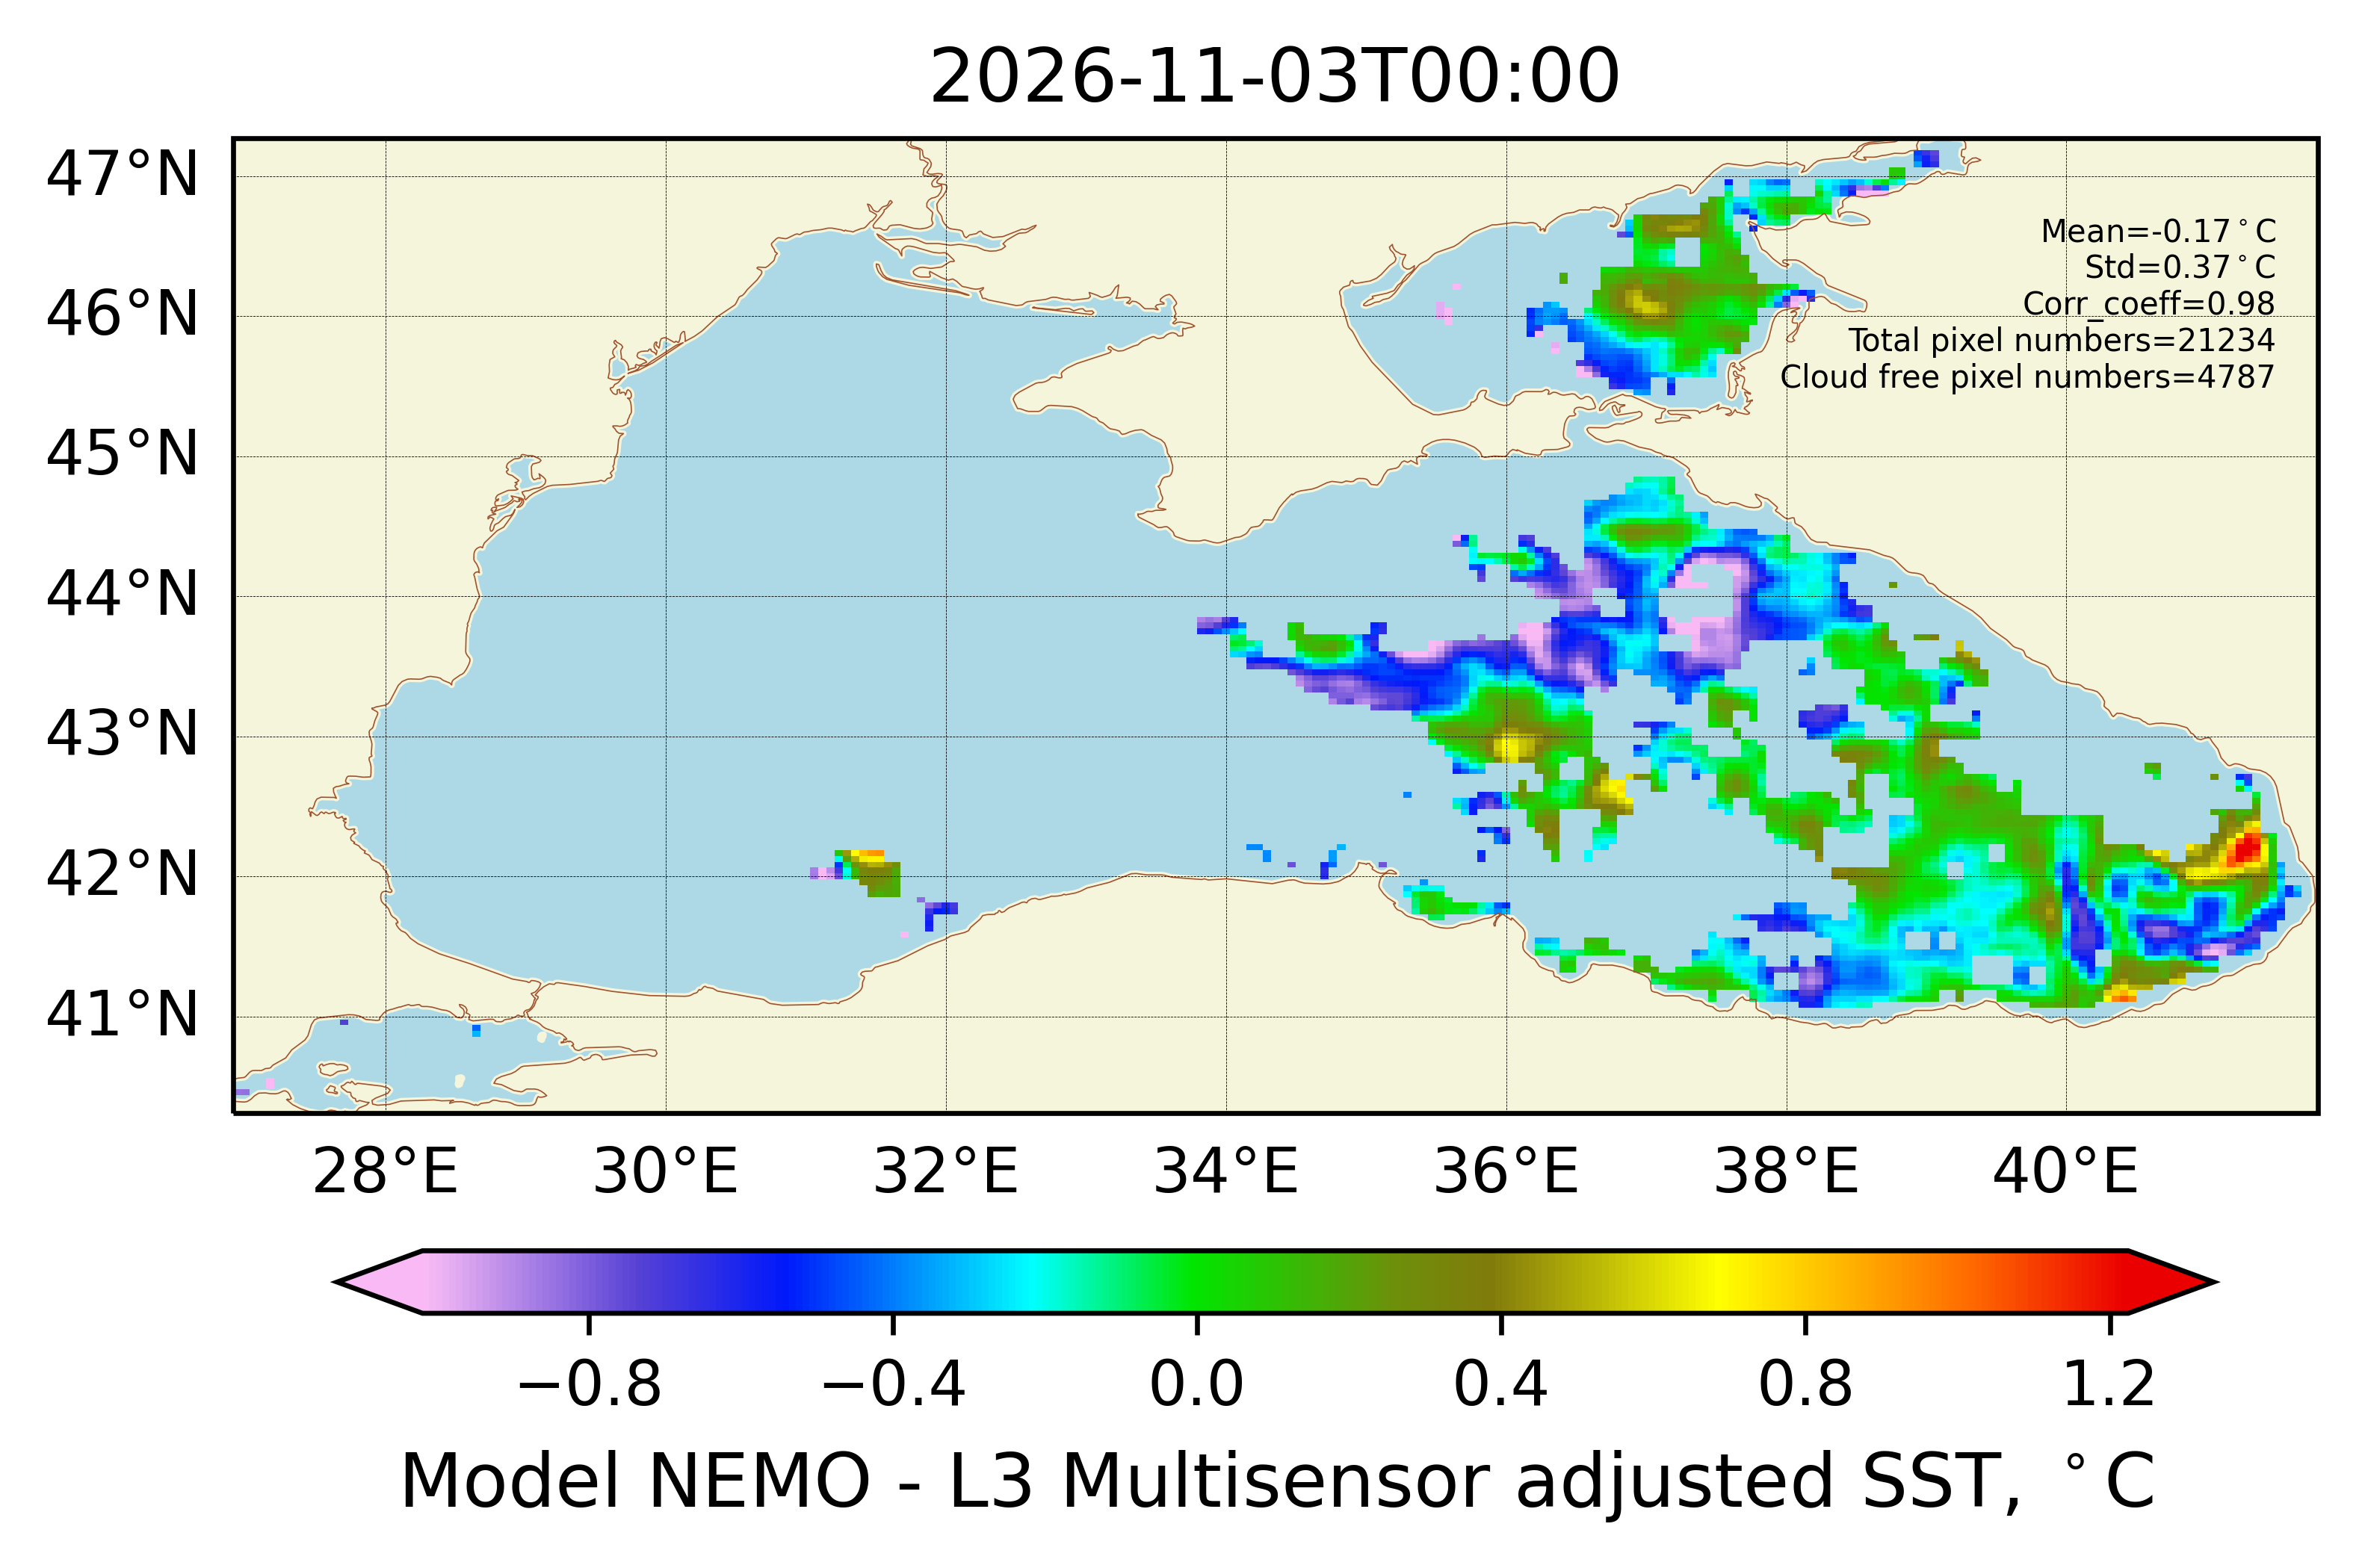 2026-11-03T00:00
47°N
46°N
45°N
44°N
43°N
42°N
41°N
Mean=-0.17°C
Std=0.37°C
Corr_coeff=0.98
Total pixel numbers=21234
Cloud free pixel numbers=4787
28°E 30°E 32°E 34°E 36°E 38°E 40°E
−0.8 −0.4 0.0 0.4 0.8 1.2
Model NEMO - L3 Multisensor adjusted SST, °C